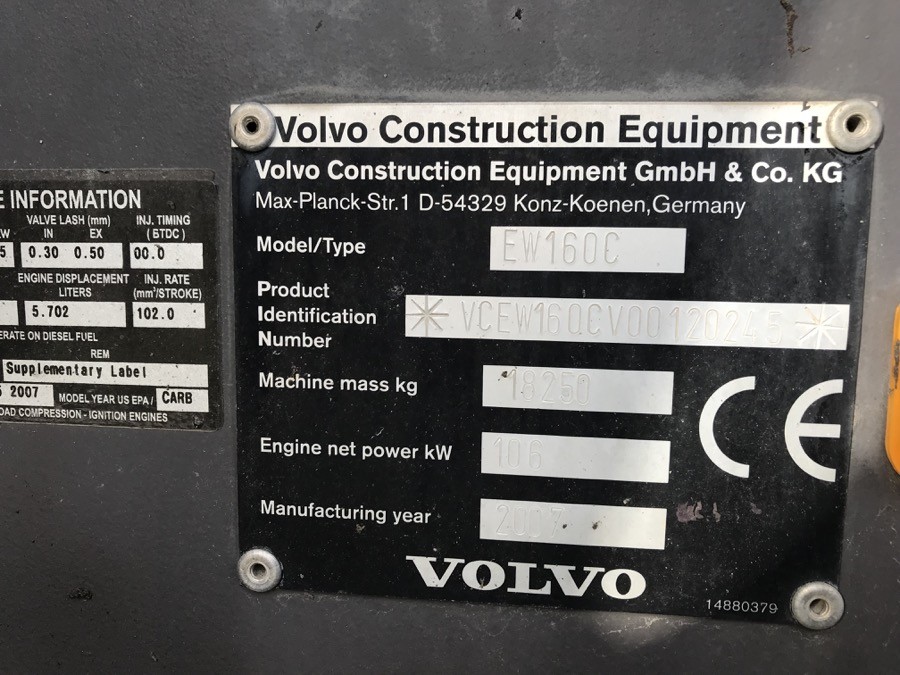 E INFORMATION
VALVE LASH (mm) INJ. TIMING
KW IN EX ( BTDC )
5 0.30 0.50 00.0
ENGINE DISPLACEMENT INJ. RATE
LITERS (mm³/STROKE)
5.702 102.0
ERATE ON DIESEL FUEL
REM
Supplementary Label
5 2007 MODEL YEAR US EPA / CARB
OAD COMPRESSION - IGNITION ENGINES
Volvo Construction Equipment
Volvo Construction Equipment GmbH & Co. KG
Max-Planck-Str.1 D-54329 Konz-Koenen,Germany
Model/Type EW160C
Product
Identification
Number
Machine mass kg 18250
Engine net power kW 106
Manufacturing year 2007
CE
VOLVO
14880379